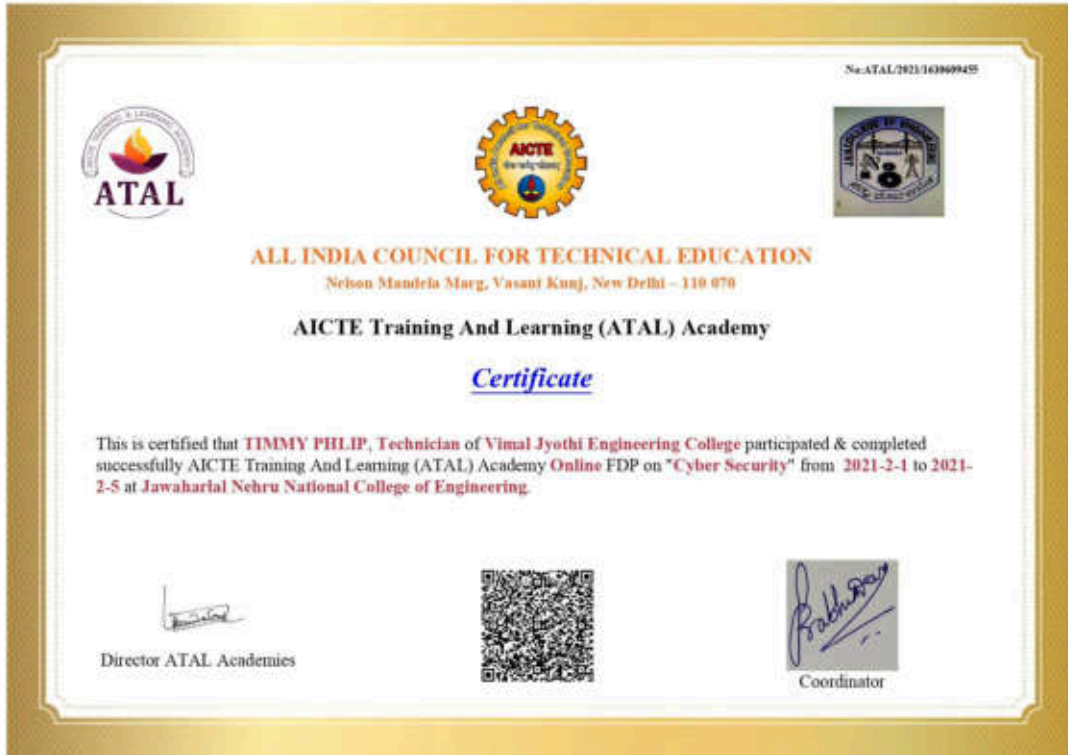 No:ATAL/2021/1610609455
ATAL
AICTE
ALL INDIA COUNCIL FOR TECHNICAL EDUCATION
Nelson Mandela Marg, Vasant Kunj, New Delhi – 110 070
AICTE Training And Learning (ATAL) Academy
Certificate
This is certified that TIMMY PHLIP, Technician of Vimal Jyothi Engineering College participated & completed
successfully AICTE Training And Learning (ATAL) Academy Online FDP on "Cyber Security" from 2021-2-1 to 2021-
2-5 at Jawaharlal Nehru National College of Engineering.
Director ATAL Academies
Coordinator